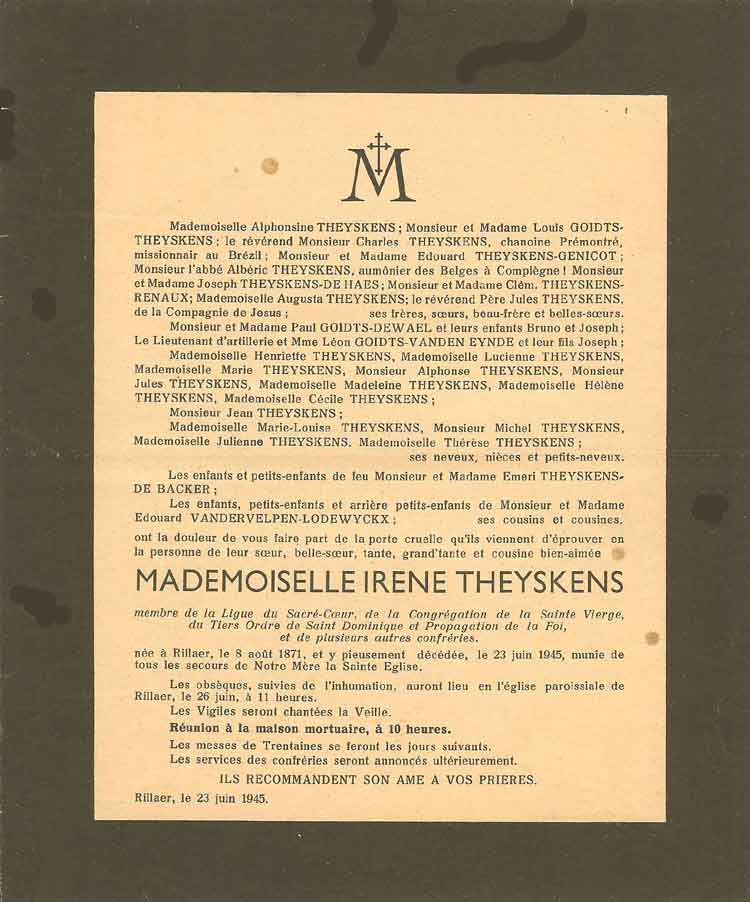 M
Mademoiselle Alphonsine THEYSKENS ; Monsieur et Madame Louis GOIDTS-
THEYSKENS ; le révérend Monsieur Charles THEYSKENS, chanoine Prémontré,
missionnair au Brézil ; Monsieur et Madame Edouard THEYSKENS-GENICOT ;
Monsieur l'abbé Albéric THEYSKENS, aumônier des Belges à Complègne ! Monsieur
et Madame Joseph THEYSKENS-DE HAES ; Monsieur et Madame Clém. THEYSKENS-
RENAUX; Mademoiselle Augusta THEYSKENS; le révérend Père Jules THEYSKENS,
de la Compagnie de Jesus ; ses frères, sœurs, beau-frère et belles-sœurs.
Monsieur et Madame Paul GOIDTS-DEWAEL et leurs enfants Bruno et Joseph ;
Le Lieutenant d'artillerie et Mme Léon GOIDTS-VANDEN EYNDE et leur fils Joseph ;
Mademoiselle Henriette THEYSKENS, Mademoiselle Lucienne THEYSKENS,
Mademoiselle Marie THEYSKENS, Monsieur Alphonse THEYSKENS, Monsieur
Jules THEYSKENS, Mademoiselle Madeleine THEYSKENS, Mademoiselle Hélène
THEYSKENS, Mademoiselle Cécile THEYSKENS ;
Monsieur Jean THEYSKENS ;
Mademoiselle Marie-Louise THEYSKENS, Monsieur Michel THEYSKENS,
Mademoiselle Julienne THEYSKENS. Mademoiselle Thérèse THEYSKENS ;
ses neveux, nièces et petits-neveux.
Les enfants et petits-enfants de feu Monsieur et Madame Emeri THEYSKENS-
DE BACKER ;
Les enfants, petits-enfants et arrière petits-enfants de Monsieur et Madame
Edouard VANDERVELPEN-LODEWYCKX ; ses cousins et cousines.
ont la douleur de vous faire part de la perte cruelle qu'ils viennent d'éprouver en
la personne de leur sœur, belle-sœur, tante, grand'tante et cousine bien-aimée
MADEMOISELLE IRENE THEYSKENS
membre de la Ligue du Sacré-Cœur, de la Congrégation de la Sainte Vierge,
du Tiers Ordre de Saint Dominique et Propagation de la Foi,
et de plusieurs autres confréries.
née à Rillaer, le 8 août 1871, et y pieusement décédée, le 23 juin 1945, munie de
tous les secours de Notre Mère la Sainte Eglise.
Les obsèques, suivies de l'inhumation, auront lieu en l'église paroissiale de
Rillaer, le 26 juin, à 11 heures.
Les Vigiles seront chantées la Veille.
Réunion à la maison mortuaire, à 10 heures.
Les messes de Trentaines se feront les jours suivants.
Les services des confréries seront annoncés ultérieurement.
ILS RECOMMANDENT SON AME A VOS PRIERES.
Rillaer, le 23 juin 1945.